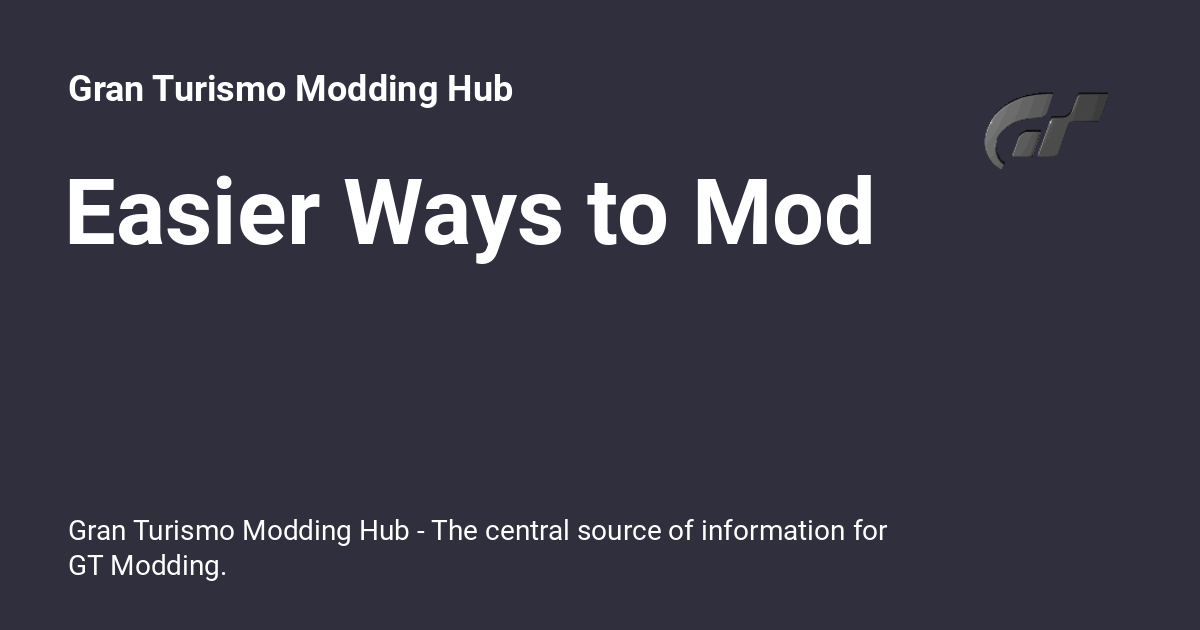 Gran Turismo Modding Hub
Easier Ways to Mod
Gran Turismo Modding Hub - The central source of information for
GT Modding.